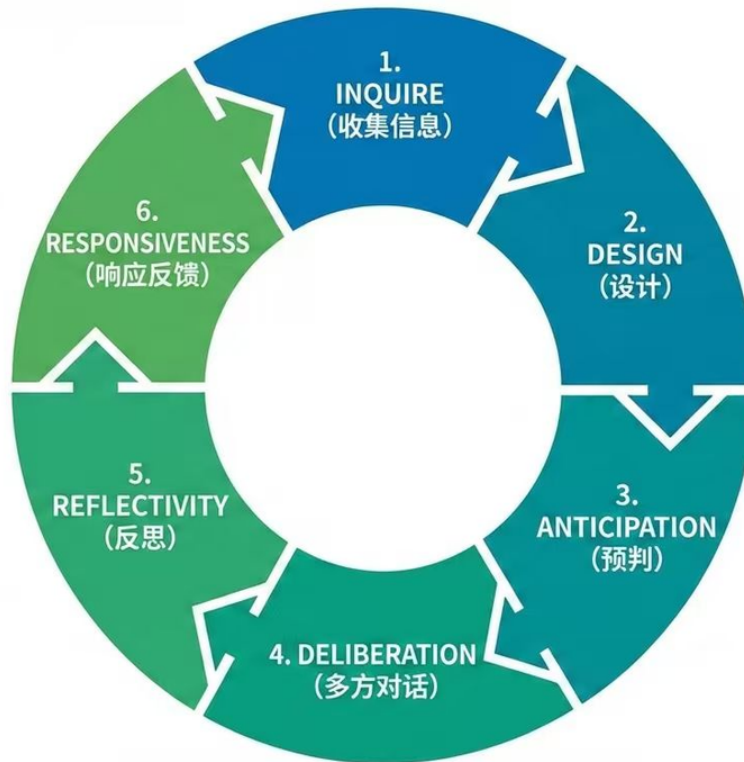 1.
INQUIRE
（收集信息）
2.
DESIGN
（设计）
3.
ANTICIPATION
（预判）
4. DELIBERATION
（多方对话）
5.
REFLECTIVITY
（反思）
6.
RESPONSIVENESS
（响应反馈）